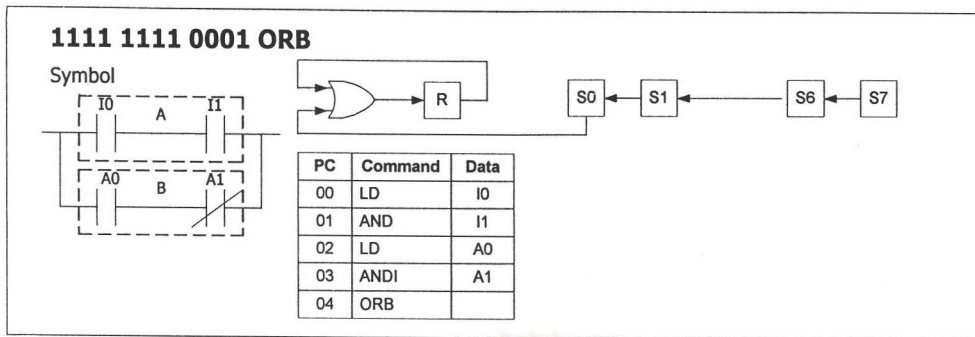 1111 1111 0001 ORB
Symbol
I0 A I1
A0 B A1
R
S0 S1 S6 S7
PC Command Data
00 LD I0
01 AND I1
02 LD A0
03 ANDI A1
04 ORB